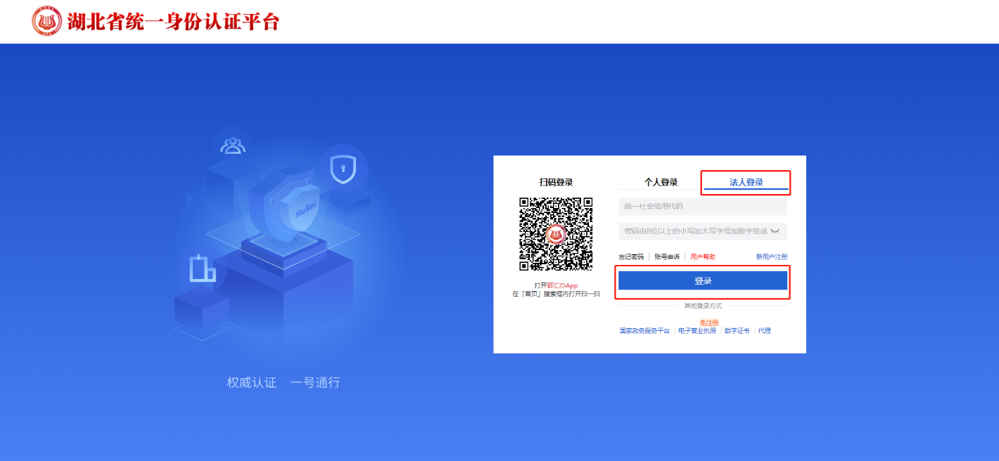 湖北省统一身份认证平台
HuBei
权威认证 一号通行
扫码登录
打开鄂汇办App
在「首页」搜索框内打开扫一扫
个人登录 法人登录
统一社会信用代码
密码由8位以上的小写加大写字母加数字组成
忘记密码 账号申诉 用户帮助 新用户注册
登录
其他登录方式
免注册
国家政务服务平台 电子营业执照 数字证书 代理